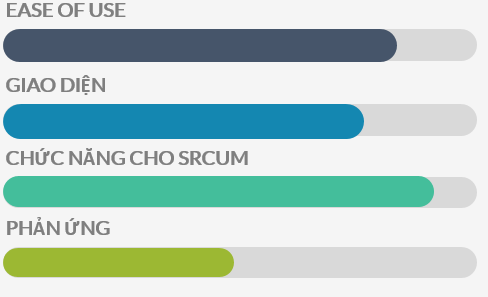 EASE OF USE
GIAO DIỆN
CHỨC NĂNG CHO SRCUM
PHẢN ỨNG